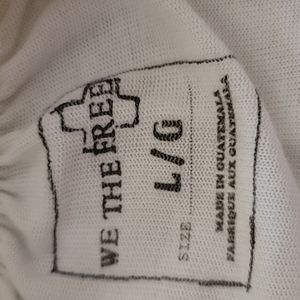 WE THE FREE
L/G
SIZE
MADE IN GUATEMALA
FABRIQUE AUX GUATEMALA